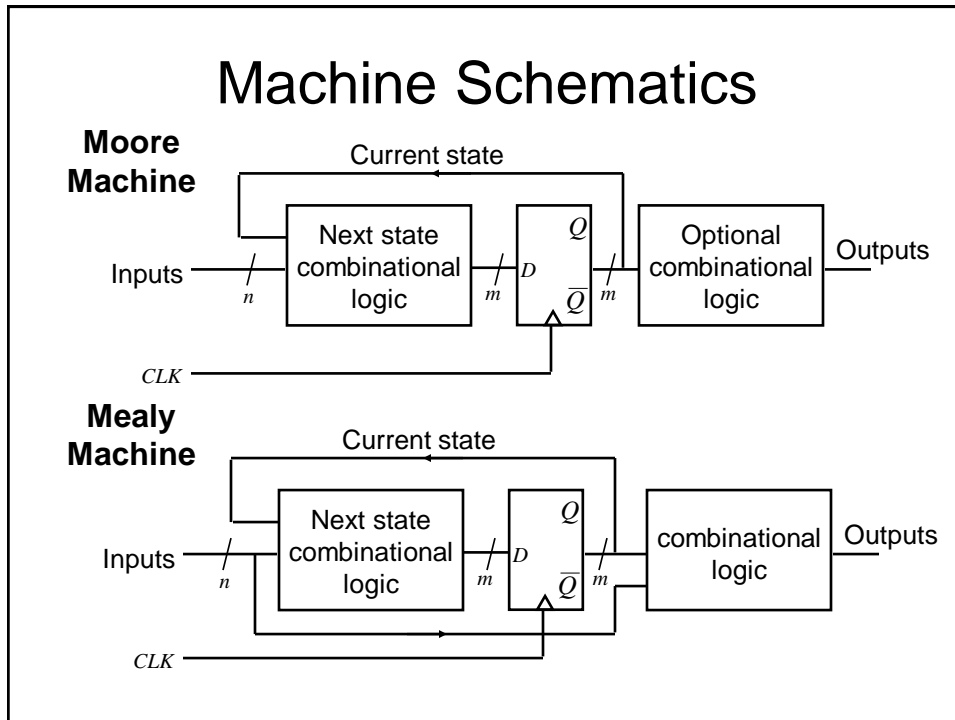 Machine Schematics
Moore
Machine
Current state
Next state
combinational
logic
Inputs
n
m
D
Q
Q̅
m
Optional
combinational
logic
Outputs
CLK
Mealy
Machine
Current state
Next state
combinational
logic
Inputs
n
m
D
Q
Q̅
m
combinational
logic
Outputs
CLK